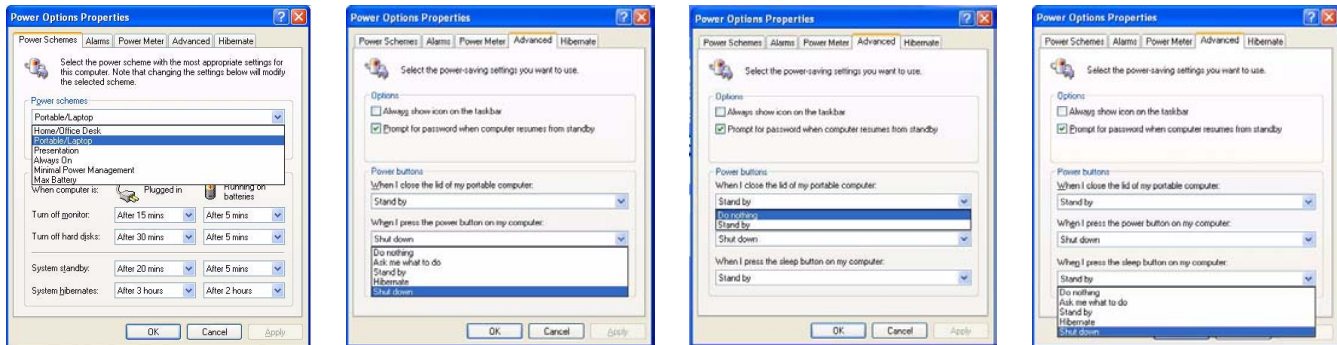 Power Options Properties
Power Schemes Alarms Power Meter Advanced Hibernate
Select the power scheme with the most appropriate settings for
this computer. Note that changing the settings below will modify
the selected scheme.
Power schemes
Portable/Laptop
Home/Office Desk
Portable/Laptop
Presentation
Always On
Minimal Power Management
Max Battery
When computer is: Plugged in Running on
batteries
Turn off monitor: After 15 mins After 5 mins
Turn off hard disks: After 30 mins After 5 mins
System standby: After 20 mins After 5 mins
System hibernates: After 3 hours After 2 hours
OK Cancel Apply
Power Options Properties
Power Schemes Alarms Power Meter Advanced Hibernate
Select the power-saving settings you want to use.
Options
Always show icon on the taskbar
Prompt for password when computer resumes from standby
Power buttons
When I close the lid of my portable computer:
Stand by
When I press the power button on my computer:
Shut down
Do nothing
Ask me what to do
Stand by
Hibernate
Shut down
OK Cancel Apply
Power Options Properties
Power Schemes Alarms Power Meter Advanced Hibernate
Select the power-saving settings you want to use.
Options
Always show icon on the taskbar
Prompt for password when computer resumes from standby
Power buttons
When I close the lid of my portable computer:
Stand by
Do nothing
Stand by
Shut down
When I press the sleep button on my computer:
Stand by
OK Cancel Apply
Power Options Properties
Power Schemes Alarms Power Meter Advanced Hibernate
Select the power-saving settings you want to use.
Options
Always show icon on the taskbar
Prompt for password when computer resumes from standby
Power buttons
When I close the lid of my portable computer:
Stand by
When I press the power button on my computer:
Shut down
When I press the sleep button on my computer:
Stand by
Do nothing
Ask me what to do
Stand by
Hibernate
Shut down